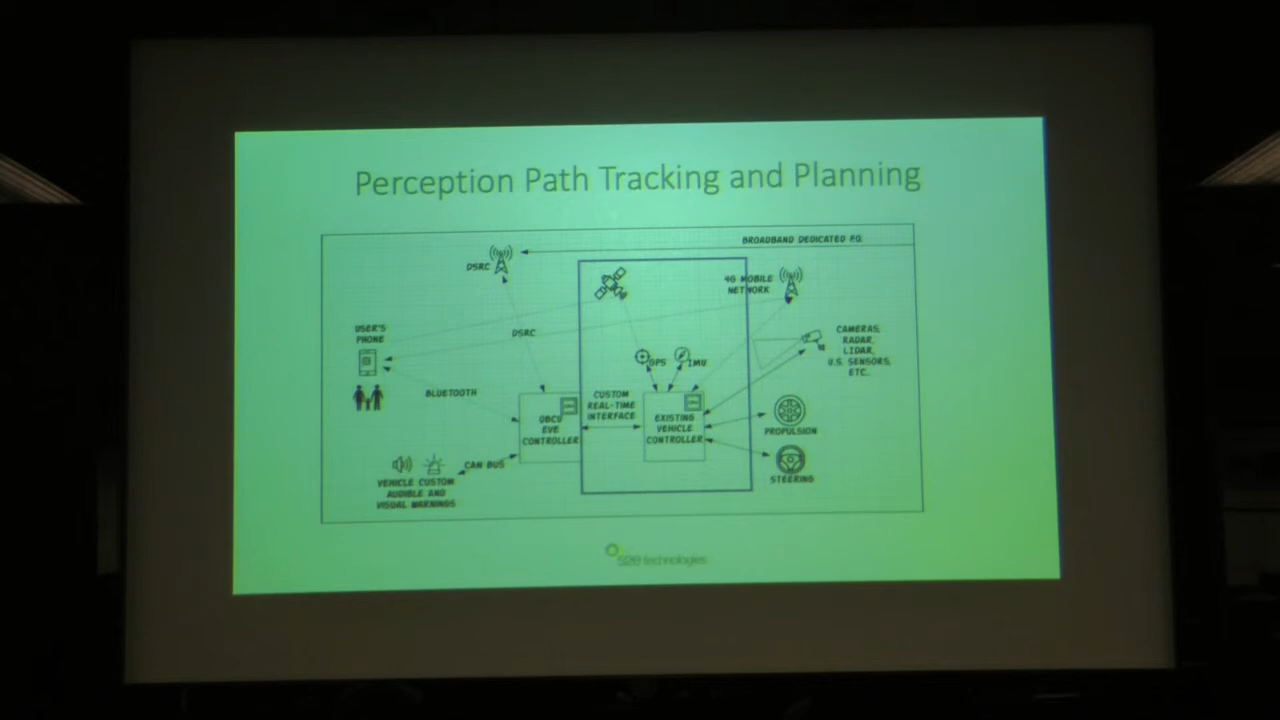 Perception Path Tracking and Planning
BROADBAND DEDICATED F.O.
DSRC
4G MOBILE
NETWORK
USER'S
PHONE
DSRC
CAMERAS,
RADAR,
LIDAR,
U.S. SENSORS,
ETC..
GPS
IMU
BLUETOOTH
CUSTOM
REAL-TIME
INTERFACE
OBCU
EVE
CONTROLLER
EXISTING
VEHICLE
CONTROLLER
PROPULSION
CAN BUS
STEERING
VEHICLE CUSTOM
AUDIBLE AND
VISUAL WARNINGS
technologies